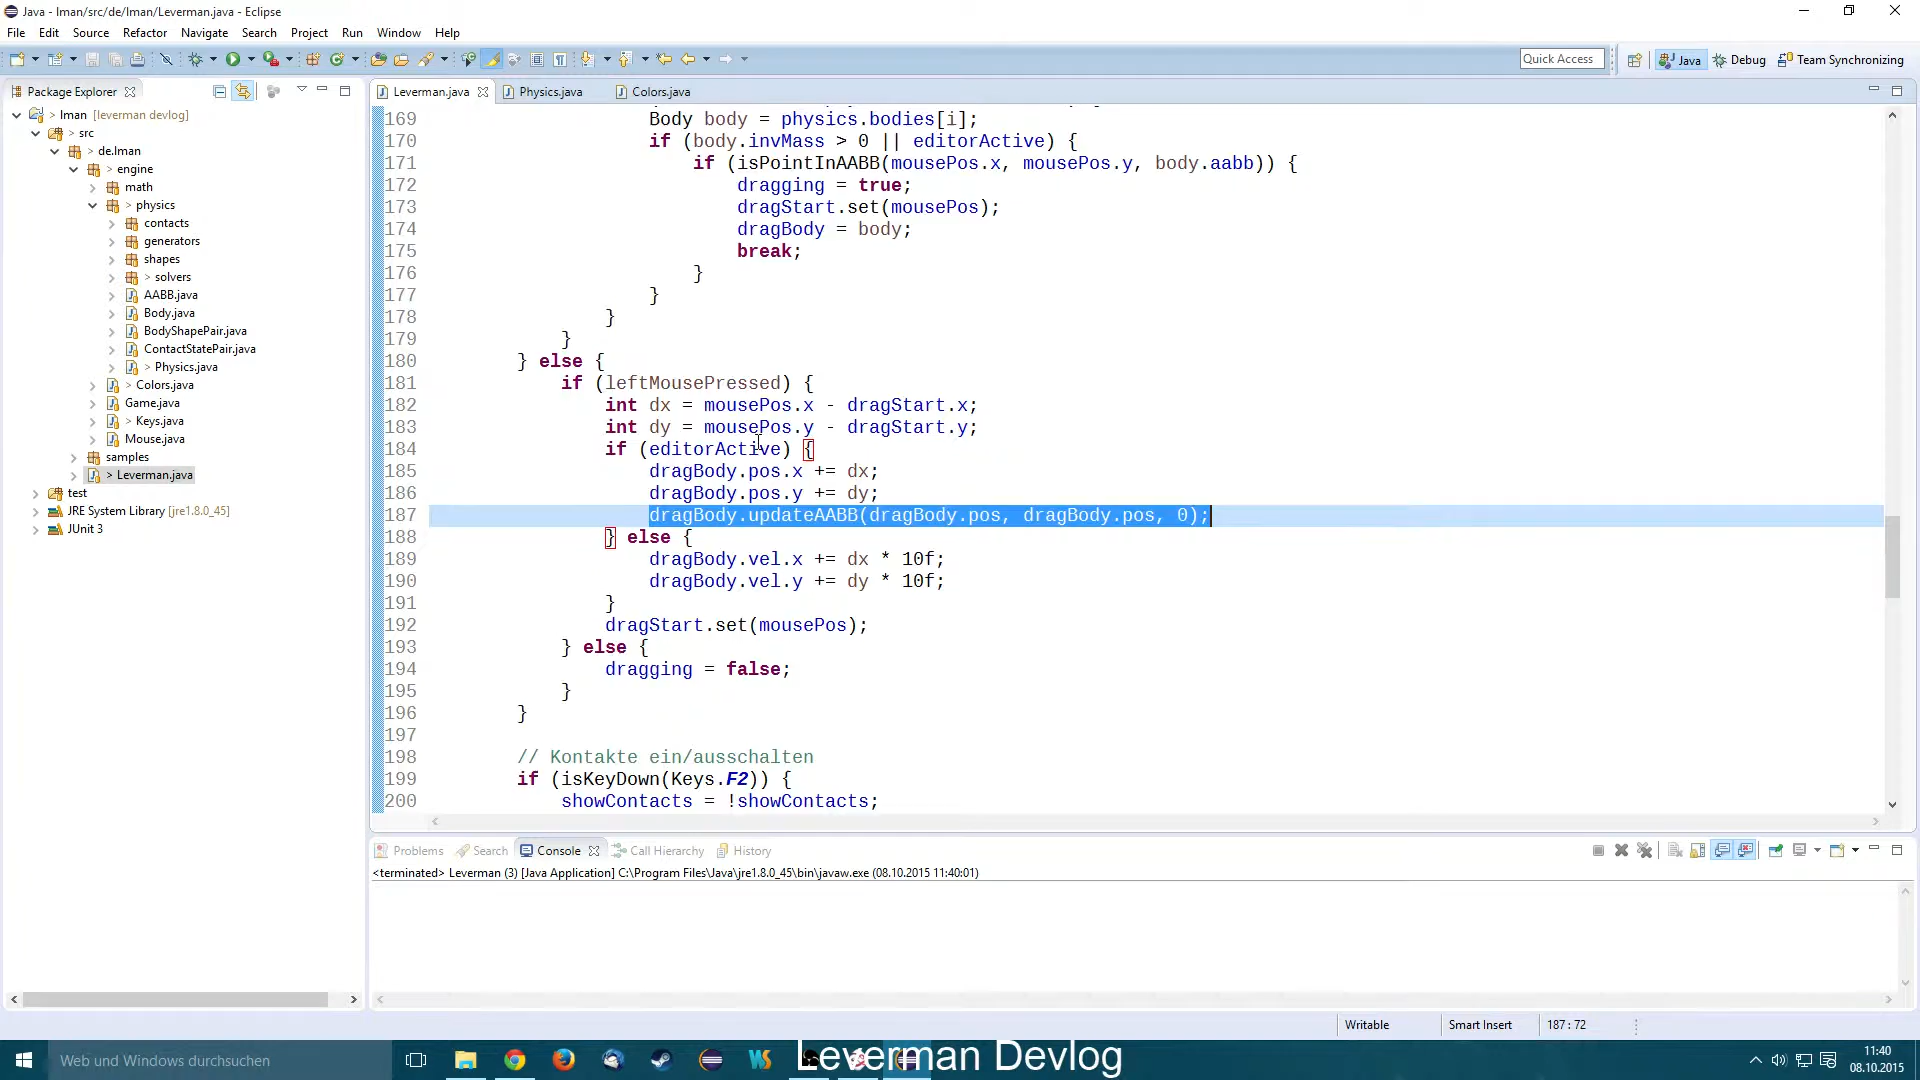 Java - lman/src/de/lman/Leverman.java - Eclipse
File Edit Source Refactor Navigate Search Project Run Window Help
Quick Access Java Debug Team Synchronizing
Package Explorer
Leverman.java Physics.java Colors.java
> lman [leverman devlog]
> src
> de.lman
> engine
math
> physics
contacts
generators
shapes
> solvers
AABB.java
Body.java
BodyShapePair.java
ContactStatePair.java
> Physics.java
> Colors.java
Game.java
> Keys.java
Mouse.java
samples
> Leverman.java
test
JRE System Library [jre1.8.0_45]
JUnit 3
169 Body body = physics.bodies[i];
170 if (body.invMass > 0 || editorActive) {
171 if (isPointInAABB(mousePos.x, mousePos.y, body.aabb)) {
172 dragging = true;
173 dragStart.set(mousePos);
174 dragBody = body;
175 break;
176 }
177 }
178 }
179 }
180 } else {
181 if (leftMousePressed) {
182 int dx = mousePos.x - dragStart.x;
183 int dy = mousePos.y - dragStart.y;
184 if (editorActive) {
185 dragBody.pos.x += dx;
186 dragBody.pos.y += dy;
187 dragBody.updateAABB(dragBody.pos, dragBody.pos, 0);
188 } else {
189 dragBody.vel.x += dx * 10f;
190 dragBody.vel.y += dy * 10f;
191 }
192 dragStart.set(mousePos);
193 } else {
194 dragging = false;
195 }
196 }
197
198 // Kontakte ein/ausschalten
199 if (isKeyDown(Keys.F2)) {
200 showContacts = !showContacts;
Problems Search Console Call Hierarchy History
<terminated> Leverman (3) [Java Application] C:\Program Files\Java\jre1.8.0_45\bin\javaw.exe (08.10.2015 11:40:01)
Writable Smart Insert 187 : 72
Web und Windows durchsuchen
Leverman Devlog
11:40
08.10.2015